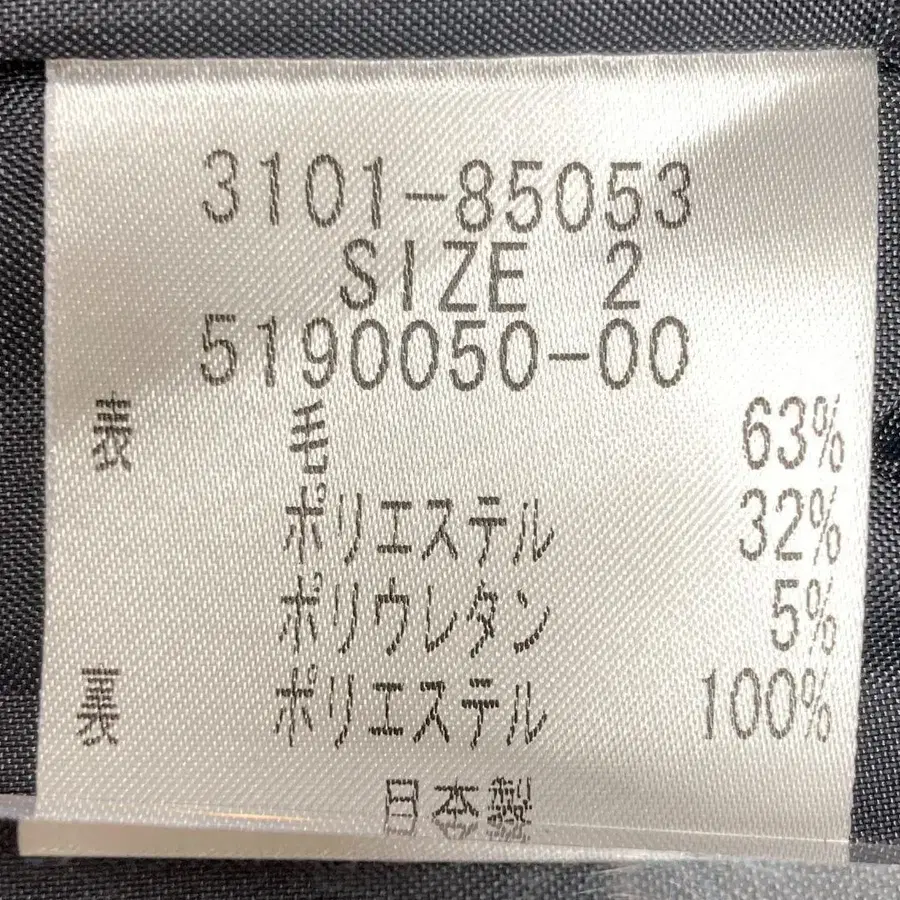 3101-85053
SIZE 2
5190050-00
表 毛 63%
ポリエステル 32%
ポリウレタン 5%
裏 ポリエステル 100%
日本製